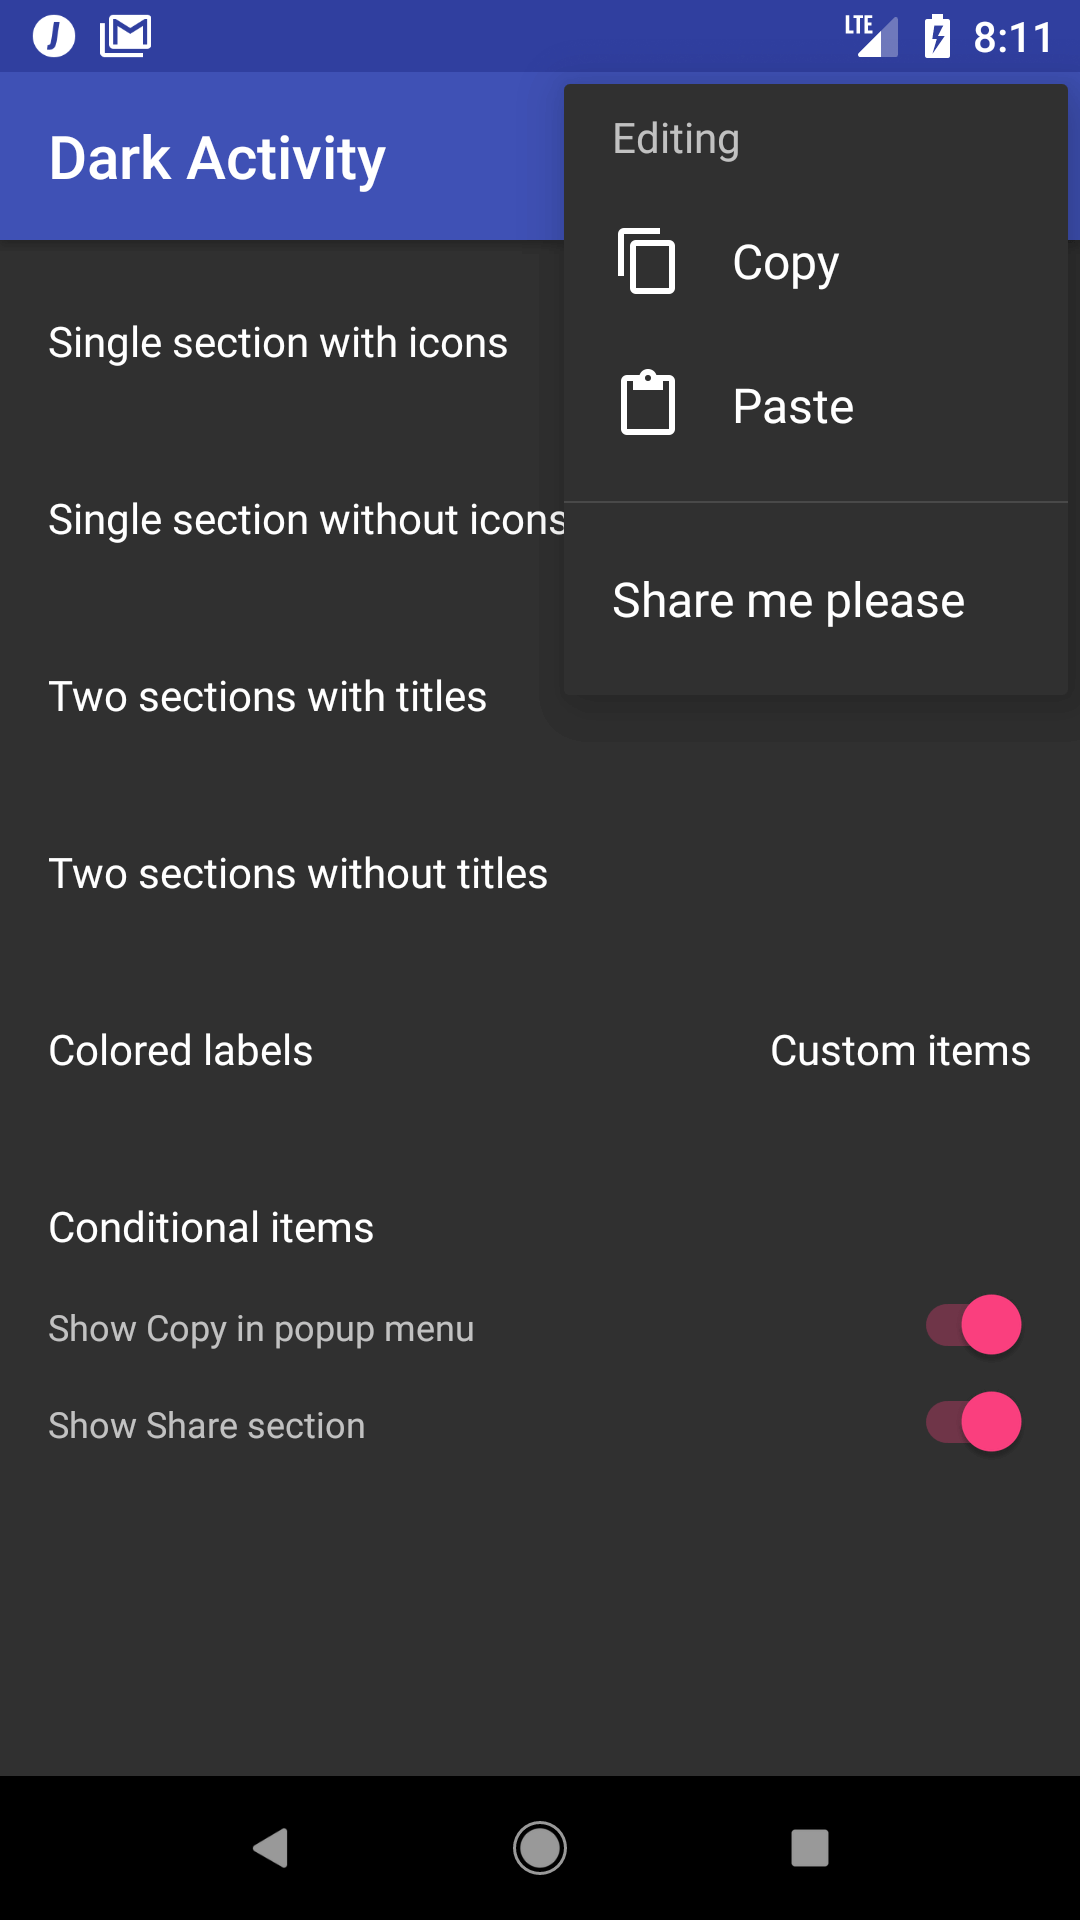 LTE 8:11
Dark Activity
Editing
Copy
Paste
Share me please
Single section with icons
Single section without icons
Two sections with titles
Two sections without titles
Colored labels Custom items
Conditional items
Show Copy in popup menu
Show Share section